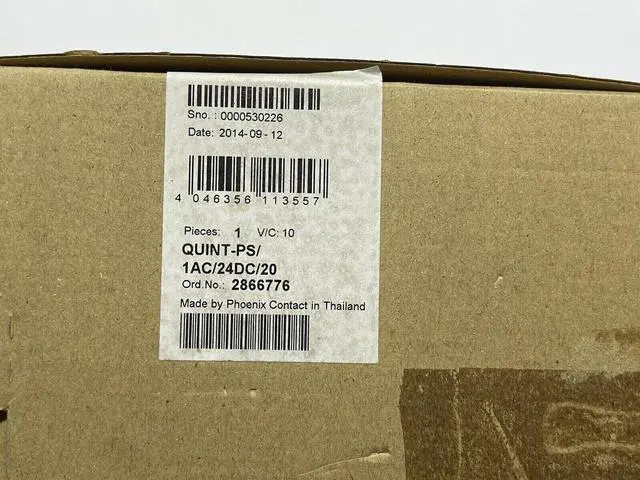 Sno. : 0000530226
Date: 2014-09-12
4 046356 113557
Pieces: 1 V/C: 10
QUINT-PS/
1AC/24DC/20
Ord.No.: 2866776
Made by Phoenix Contact in Thailand